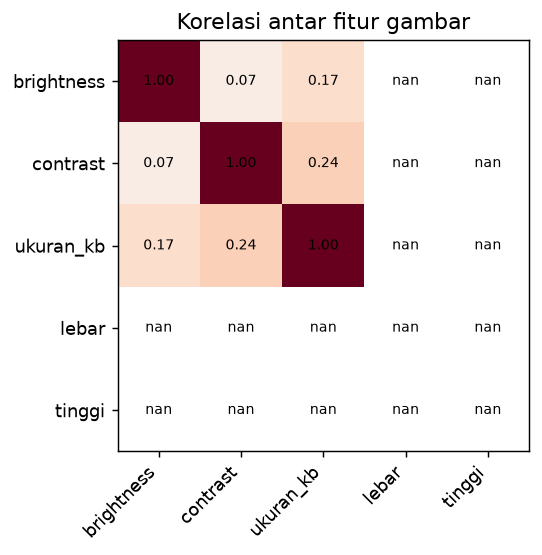 Korelasi antar fitur gambar
brightness 1.00 0.07 0.17 nan nan
contrast 0.07 1.00 0.24 nan nan
ukuran_kb 0.17 0.24 1.00 nan nan
lebar nan nan nan nan nan
tinggi nan nan nan nan nan
brightness contrast ukuran_kb lebar tinggi